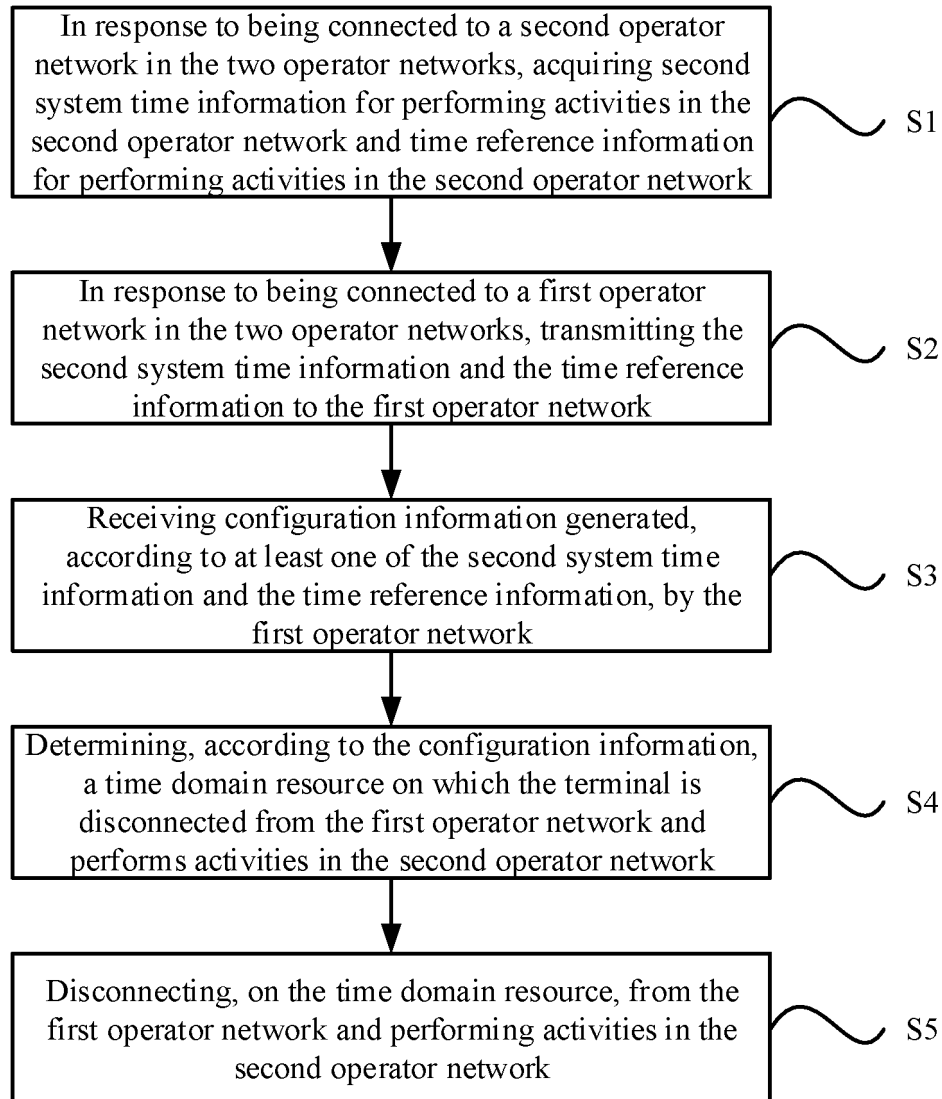 In response to being connected to a second operator
network in the two operator networks, acquiring second
system time information for performing activities in the
second operator network and time reference information
for performing activities in the second operator network
S1
In response to being connected to a first operator
network in the two operator networks, transmitting the
second system time information and the time reference
information to the first operator network
S2
Receiving configuration information generated,
according to at least one of the second system time
information and the time reference information, by the
first operator network
S3
Determining, according to the configuration information,
a time domain resource on which the terminal is
disconnected from the first operator network and
performs activities in the second operator network
S4
Disconnecting, on the time domain resource, from the
first operator network and performing activities in the
second operator network
S5